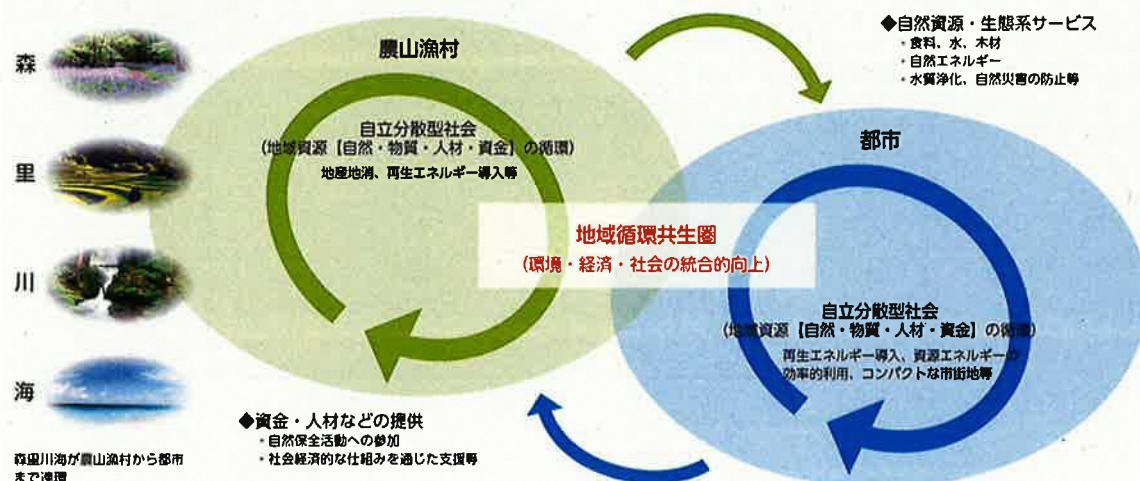 森
里
川
海
森里川海が農山漁村から都市
まで連環
農山漁村
自立分散型社会
(地域資源【自然・物質・人材・資金】の循環)
地産地消、再生エネルギー導入等
◆自然資源・生態系サービス
・食料、水、木材
・自然エネルギー
・水質浄化、自然災害の防止等
地域循環共生圏
(環境・経済・社会の統合的向上)
都市
自立分散型社会
(地域資源【自然・物質・人材・資金】の循環)
再生エネルギー導入、資源エネルギーの
効率的利用、コンパクトな市街地等
◆資金・人材などの提供
・自然保全活動への参加
・社会経済的な仕組みを通じた支援等